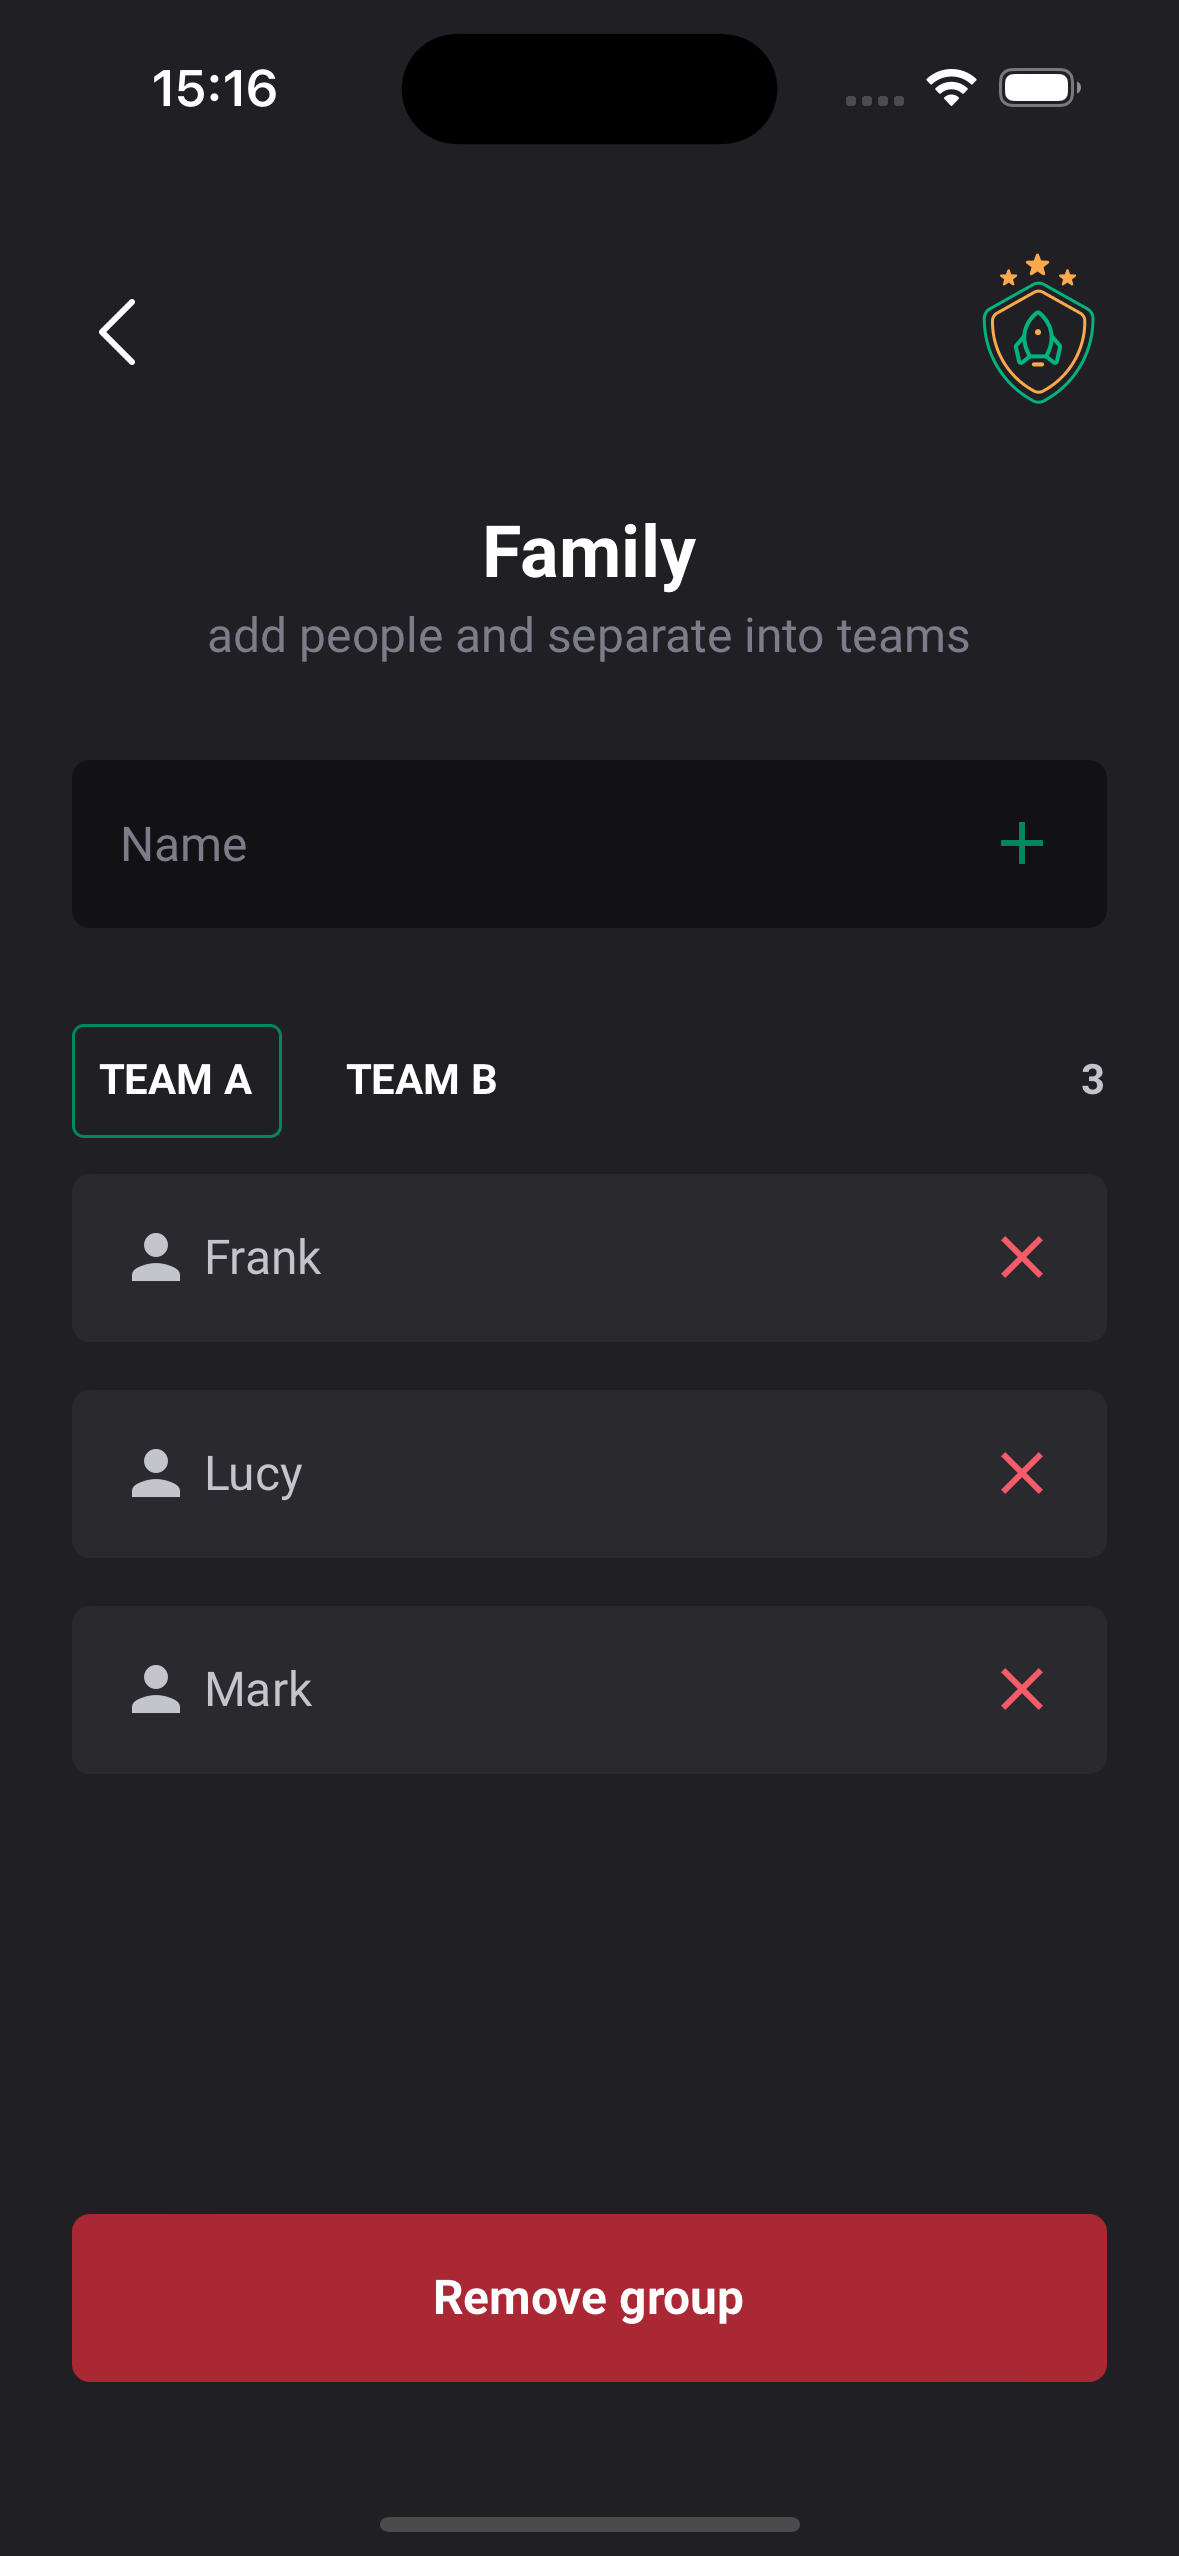 15:16
Family
add people and separate into teams
Name
TEAM A TEAM B 3
Frank
Lucy
Mark
Remove group